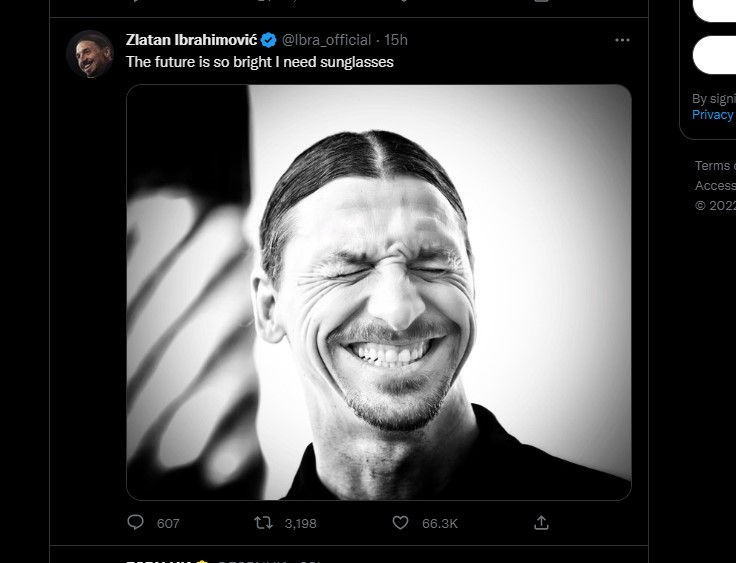 Zlatan Ibrahimović @Ibra_official · 15h
The future is so bright I need sunglasses
By signi
Privacy
Terms o
Access
© 2022
607 3,198 66.3K